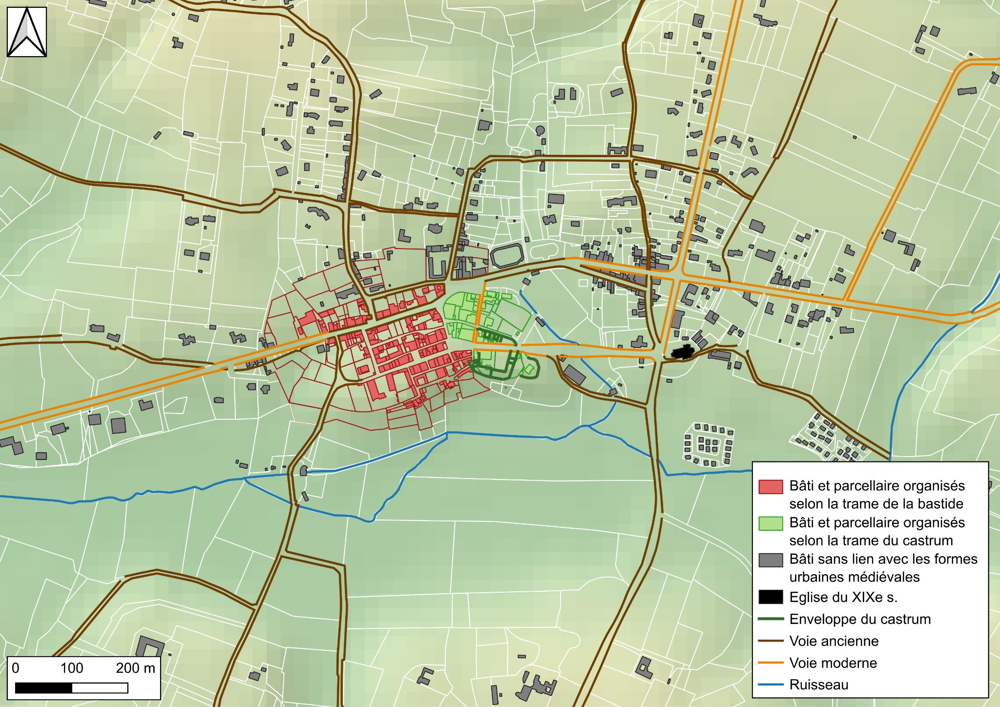 Bâti et parcellaire organisés
selon la trame de la bastide
Bâti et parcellaire organisés
selon la trame du castrum
Bâti sans lien avec les formes
urbaines médiévales
Eglise du XIXe s.
Enveloppe du castrum
Voie ancienne
Voie moderne
Ruisseau
0 100 200 m